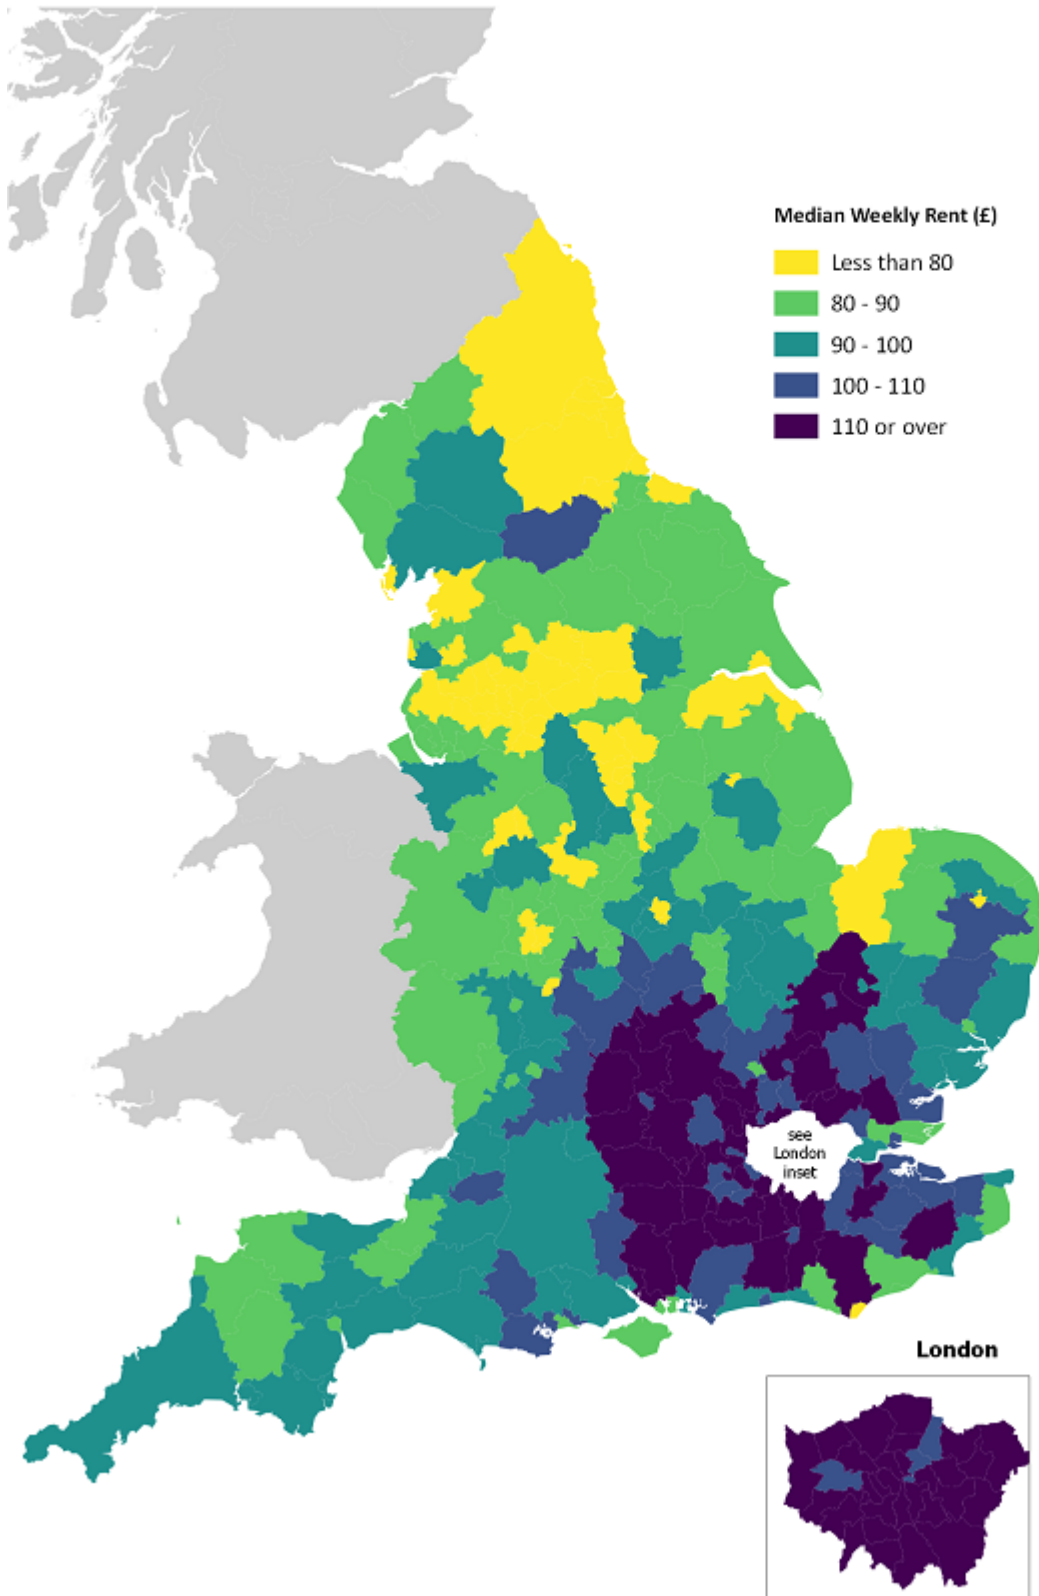 Median Weekly Rent (£)
Less than 80
80 - 90
90 - 100
100 - 110
110 or over
see
London
inset
London